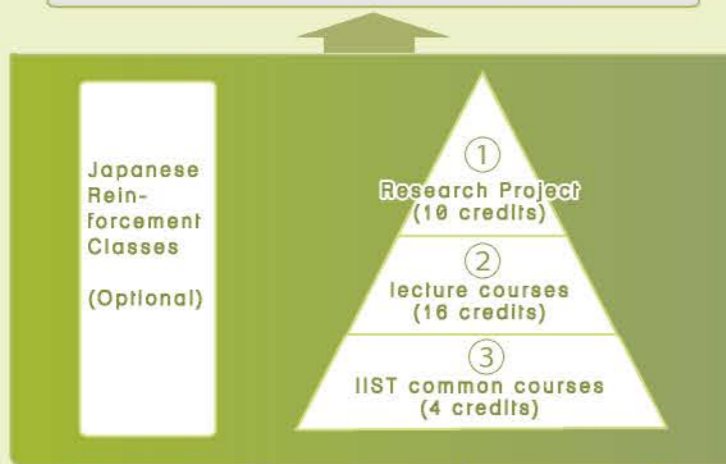 Japanese
Rein-
forcement
Classes
(Optional)
①
Research Project
(10 credits)
②
lecture courses
(16 credits)
③
IIST common courses
(4 credits)